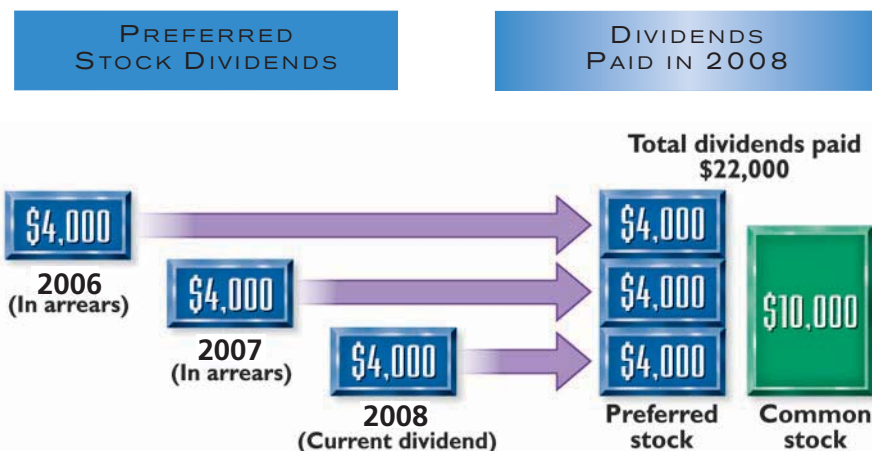 PREFERRED
STOCK DIVIDENDS
DIVIDENDS
PAID IN 2008
Total dividends paid
$22,000
$4,000
2006
(In arrears)
$4,000
2007
(In arrears)
$4,000
2008
(Current dividend)
$4,000
$4,000
$4,000
Preferred
stock
$10,000
Common
stock